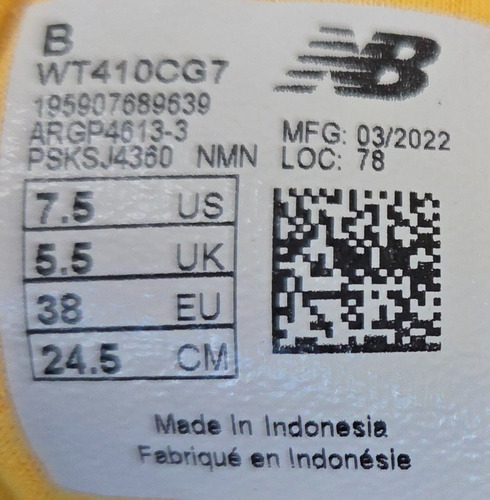 B
WT410CG7
195907689639
ARGP4613-3
PSKSJ4360 NMN
NB
MFG: 03/2022
LOC: 78
7.5 US
5.5 UK
38 EU
24.5 CM
Made In Indonesia
Fabriqué en Indonésie